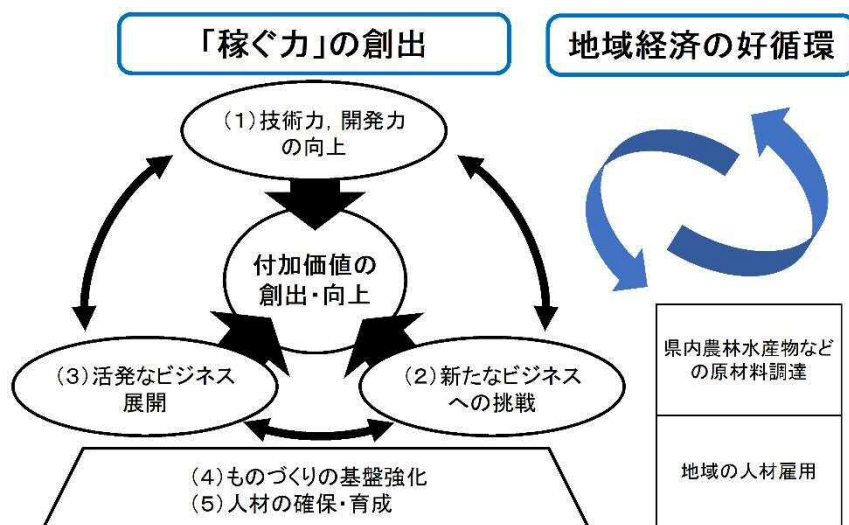 「稼ぐ力」の創出
地域経済の好循環
(1)技術力，開発力
の向上
付加価値の
創出・向上
(3)活発なビジネス
展開
(2)新たなビジネス
への挑戦
(4)ものづくりの基盤強化
(5)人材の確保・育成
県内農林水産物など
の原材料調達
地域の人材雇用